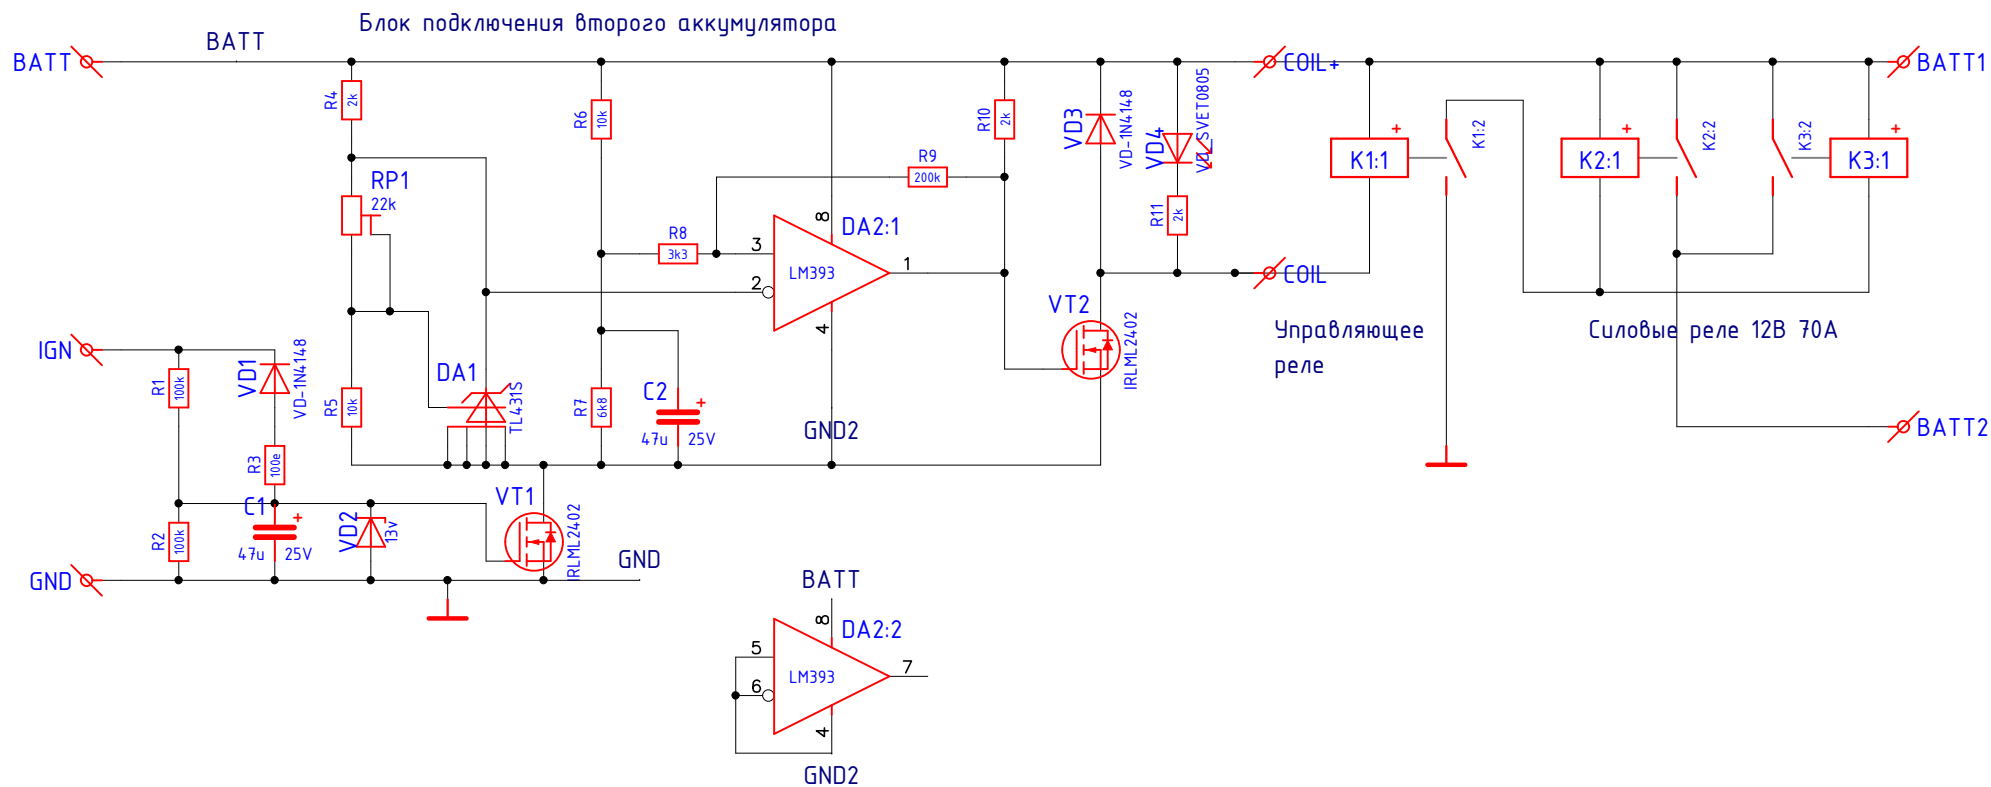 Блок подключения второго аккумулятора
BATT
BATT
R4
2k
RP1
22k
R5
10k
R6
10k
R7
6k8
R8
3k3
R9
200k
R10
2k
C2
47u 25V
3
2
8
4
1
DA2:1
LM393
GND2
VD3
VD-1N4148
VD4
VD_SVET0805
R11
2k
VT2
IRLML2402
COIL+
COIL
K1:1
K1:2
K2:1
K2:2
K3:2
K3:1
BATT1
BATT2
Управляющее
реле
Силовые реле 12В 70А
IGN
R1
100k
VD1
VD-1N4148
R3
100e
R2
100k
C1
47u 25V
VD2
13v
DA1
TL431S
VT1
IRLML2402
GND
GND
BATT
5
6
8
4
7
DA2:2
LM393
GND2